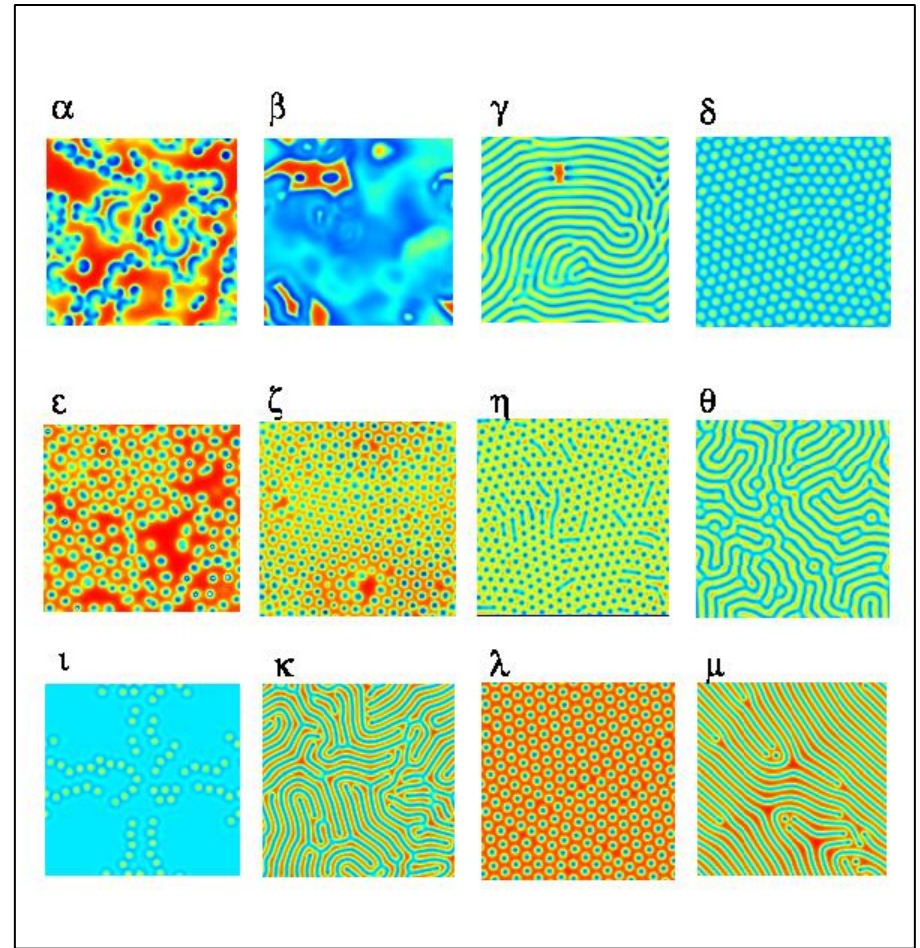 α β γ δ
ε ζ η θ
ι κ λ μ